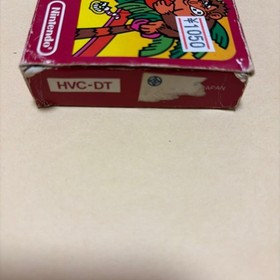 Nintendo
¥1050
HVC-DT
JAPAN